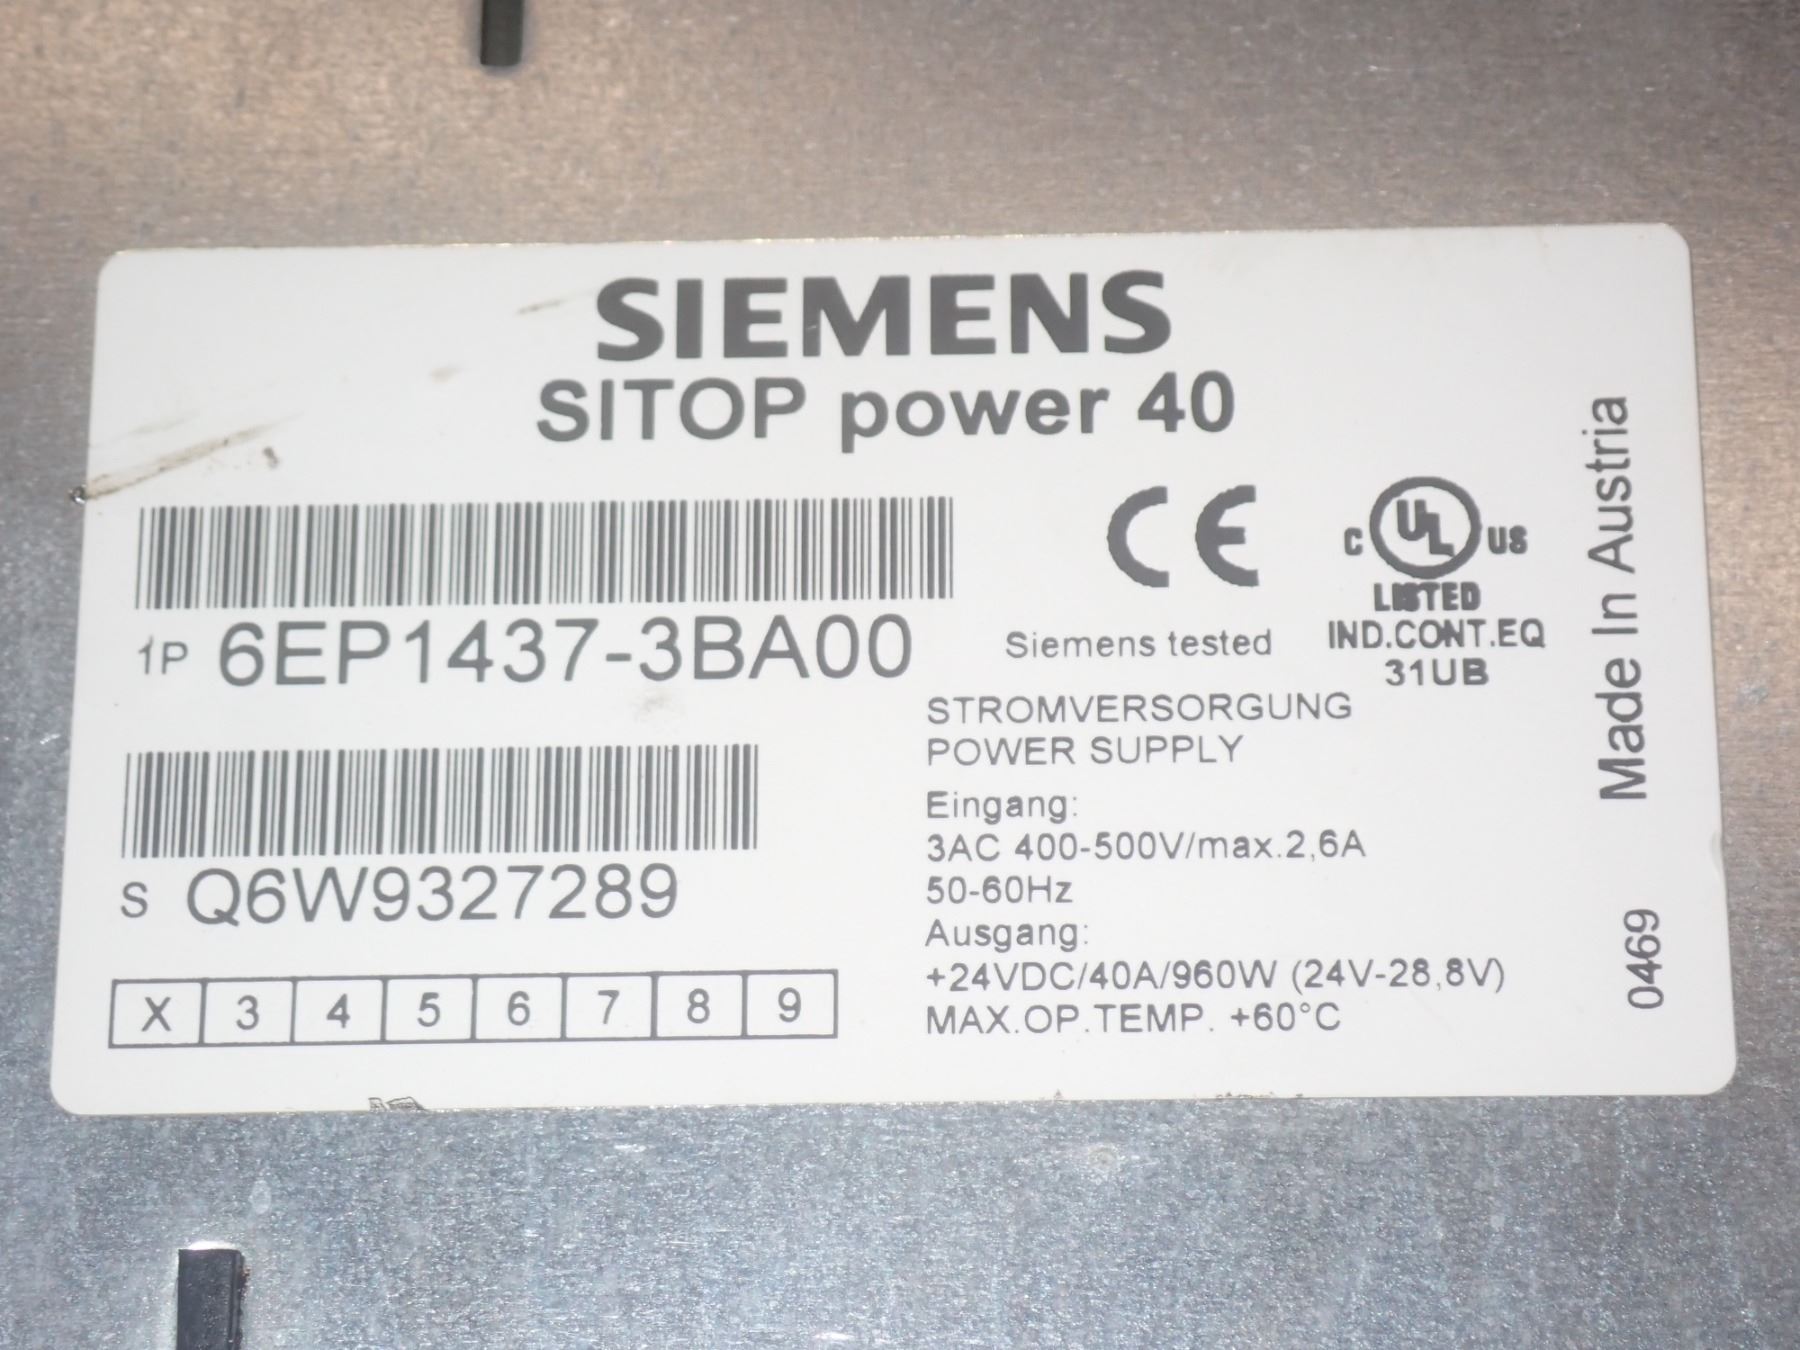 SIEMENS
SITOP power 40
1P 6EP1437-3BA00
S Q6W9327289
X 3 4 5 6 7 8 9
CE
C UL US
LISTED
IND.CONT.EQ
31UB
Siemens tested
STROMVERSORGUNG
POWER SUPPLY
Eingang:
3AC 400-500V/max.2,6A
50-60Hz
Ausgang:
+24VDC/40A/960W (24V-28,8V)
MAX.OP.TEMP. +60°C
0469 Made In Austria